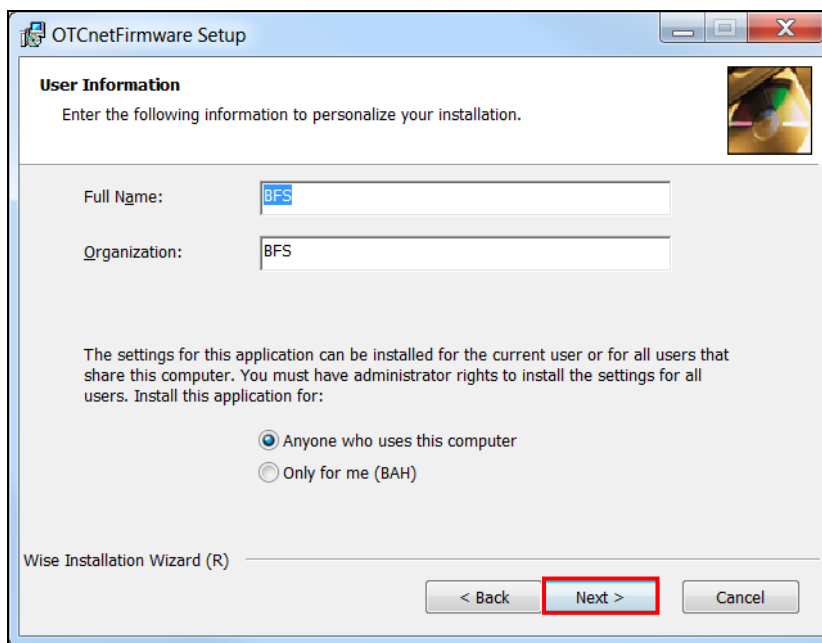 OTCnetFirmware Setup
User Information
Enter the following information to personalize your installation.
Full Name:
BFS
Organization:
BFS
The settings for this application can be installed for the current user or for all users that
share this computer. You must have administrator rights to install the settings for all
users. Install this application for:
Anyone who uses this computer
Only for me (BAH)
Wise Installation Wizard (R)
< Back
Next >
Cancel